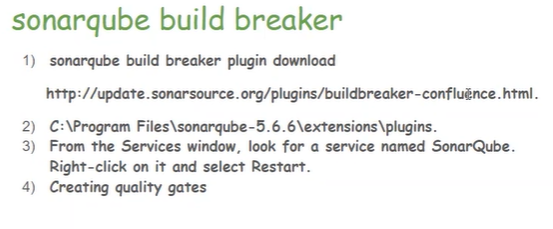 sonarqube build breaker
1) sonarqube build breaker plugin download
http://update.sonarsource.org/plugins/buildbreaker-confluence.html.
2) C:\Program Files\sonarqube-5.6.6\extensions\plugins.
3) From the Services window, look for a service named SonarQube.
Right-click on it and select Restart.
4) Creating quality gates